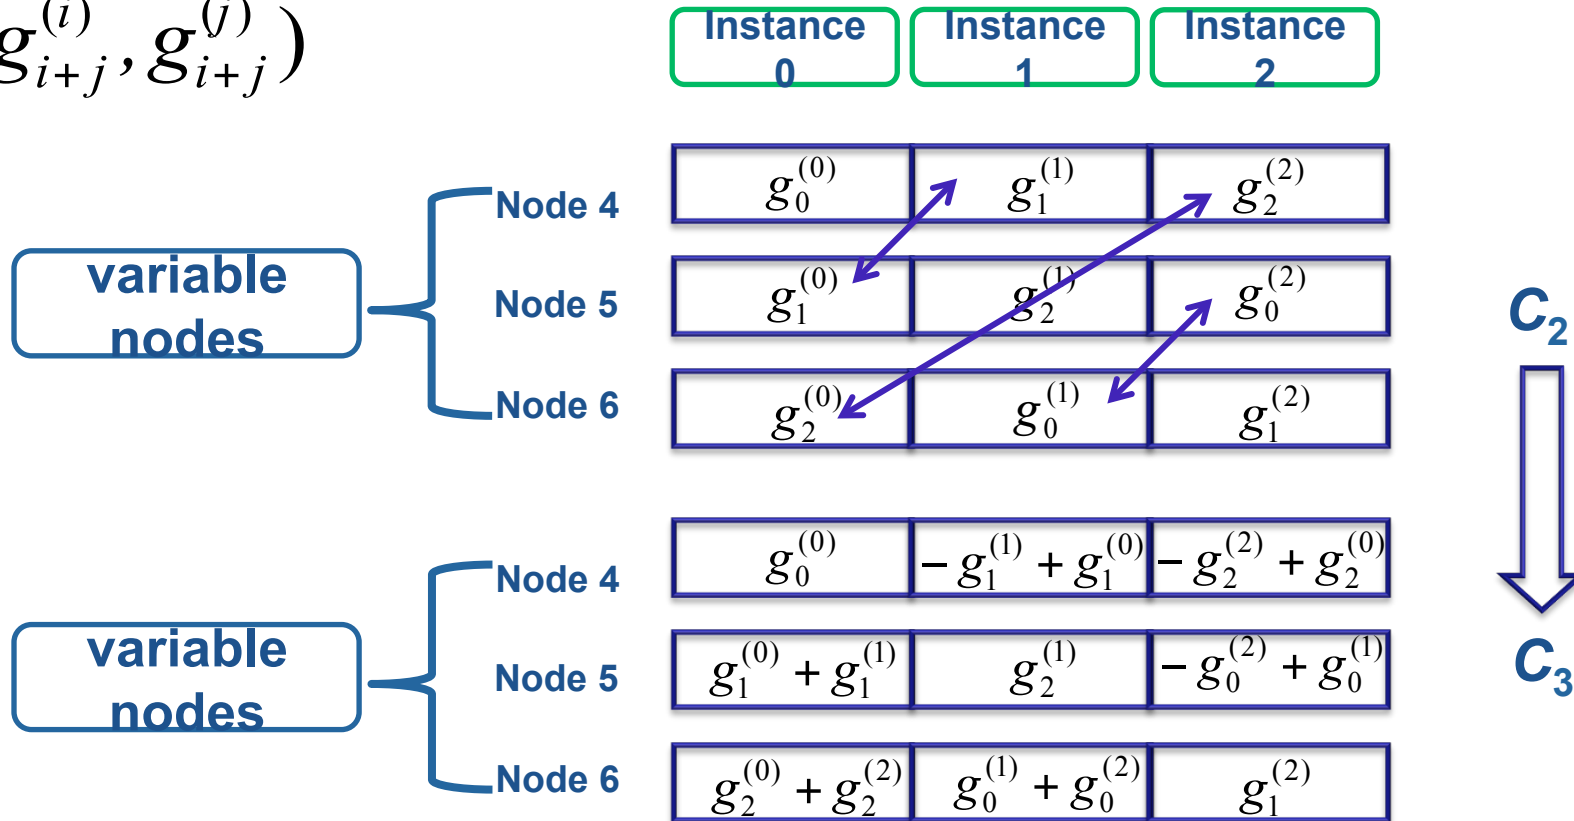 g_{i+j}^{(i)}, g_{i+j}^{(j)})
Instance 0
Instance 1
Instance 2
variable
nodes
Node 4
g_0^{(0)}
g_1^{(1)}
g_2^{(2)}
Node 5
g_1^{(0)}
g_2^{(1)}
g_0^{(2)}
Node 6
g_2^{(0)}
g_0^{(1)}
g_1^{(2)}
C_2
variable
nodes
Node 4
g_0^{(0)}
− g_1^{(1)} + g_1^{(0)}
− g_2^{(2)} + g_2^{(0)}
Node 5
g_1^{(0)} + g_1^{(1)}
g_2^{(1)}
− g_0^{(2)} + g_0^{(1)}
Node 6
g_2^{(0)} + g_2^{(2)}
g_0^{(1)} + g_0^{(2)}
g_1^{(2)}
C_3